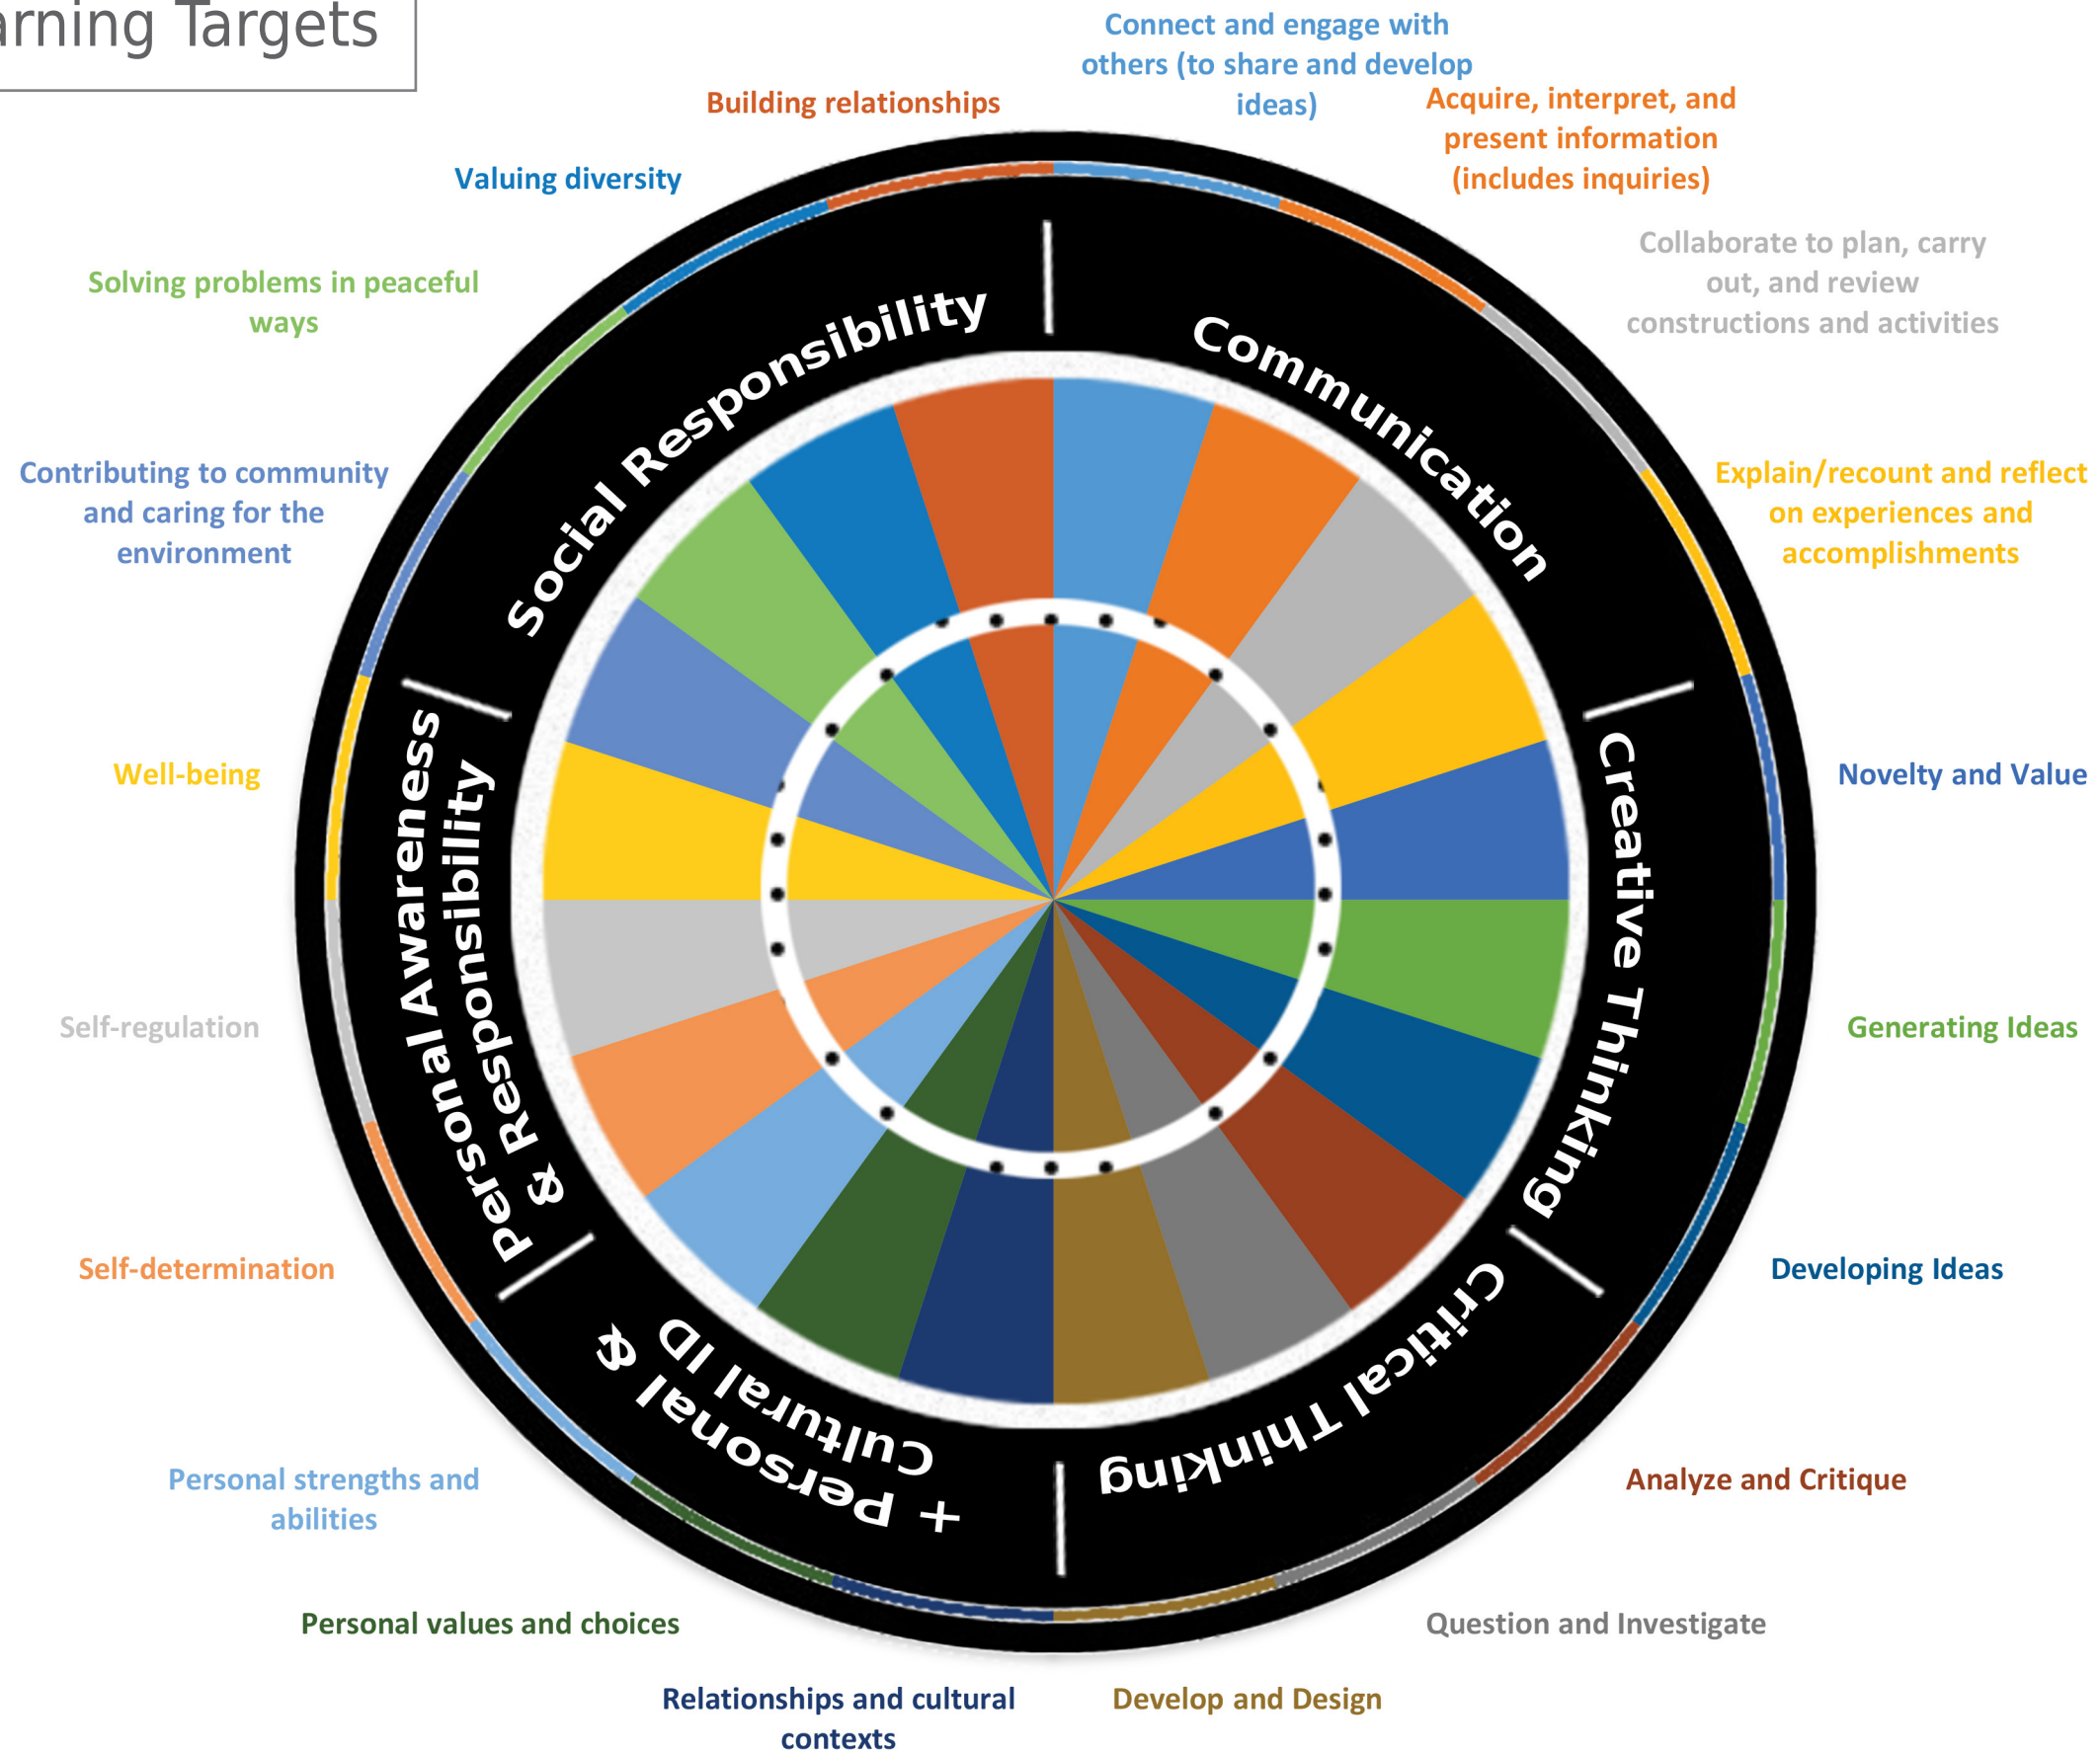 arning Targets
Connect and engage with
others (to share and develop
ideas)
Acquire, interpret, and
present information
(includes inquiries)
Collaborate to plan, carry
out, and review
constructions and activities
Explain/recount and reflect
on experiences and
accomplishments
Novelty and Value
Generating Ideas
Developing Ideas
Analyze and Critique
Question and Investigate
Develop and Design
Relationships and cultural
contexts
Personal values and choices
Personal strengths and
abilities
Self-determination
Self-regulation
Well-being
Contributing to community
and caring for the
environment
Solving problems in peaceful
ways
Valuing diversity
Building relationships
Communication
Creative Thinking
Critical Thinking
+ Personal &
Cultural ID
Personal Awareness
& Responsibility
Social Responsibility